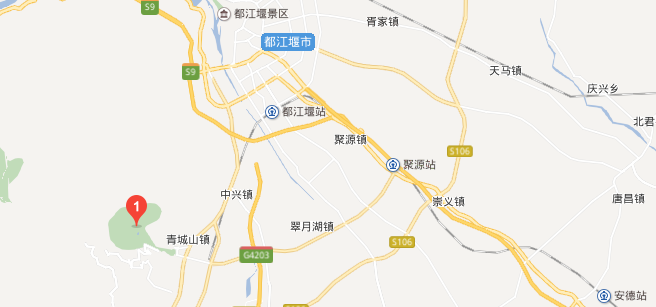 S9
都江堰景区
胥家镇
都江堰市
S9
天马镇
庆兴乡
都江堰站
北君
聚源镇
S106
聚源站
中兴镇
唐昌镇
崇义镇
1
翠月湖镇
青城山镇
S106
G4203
安德站